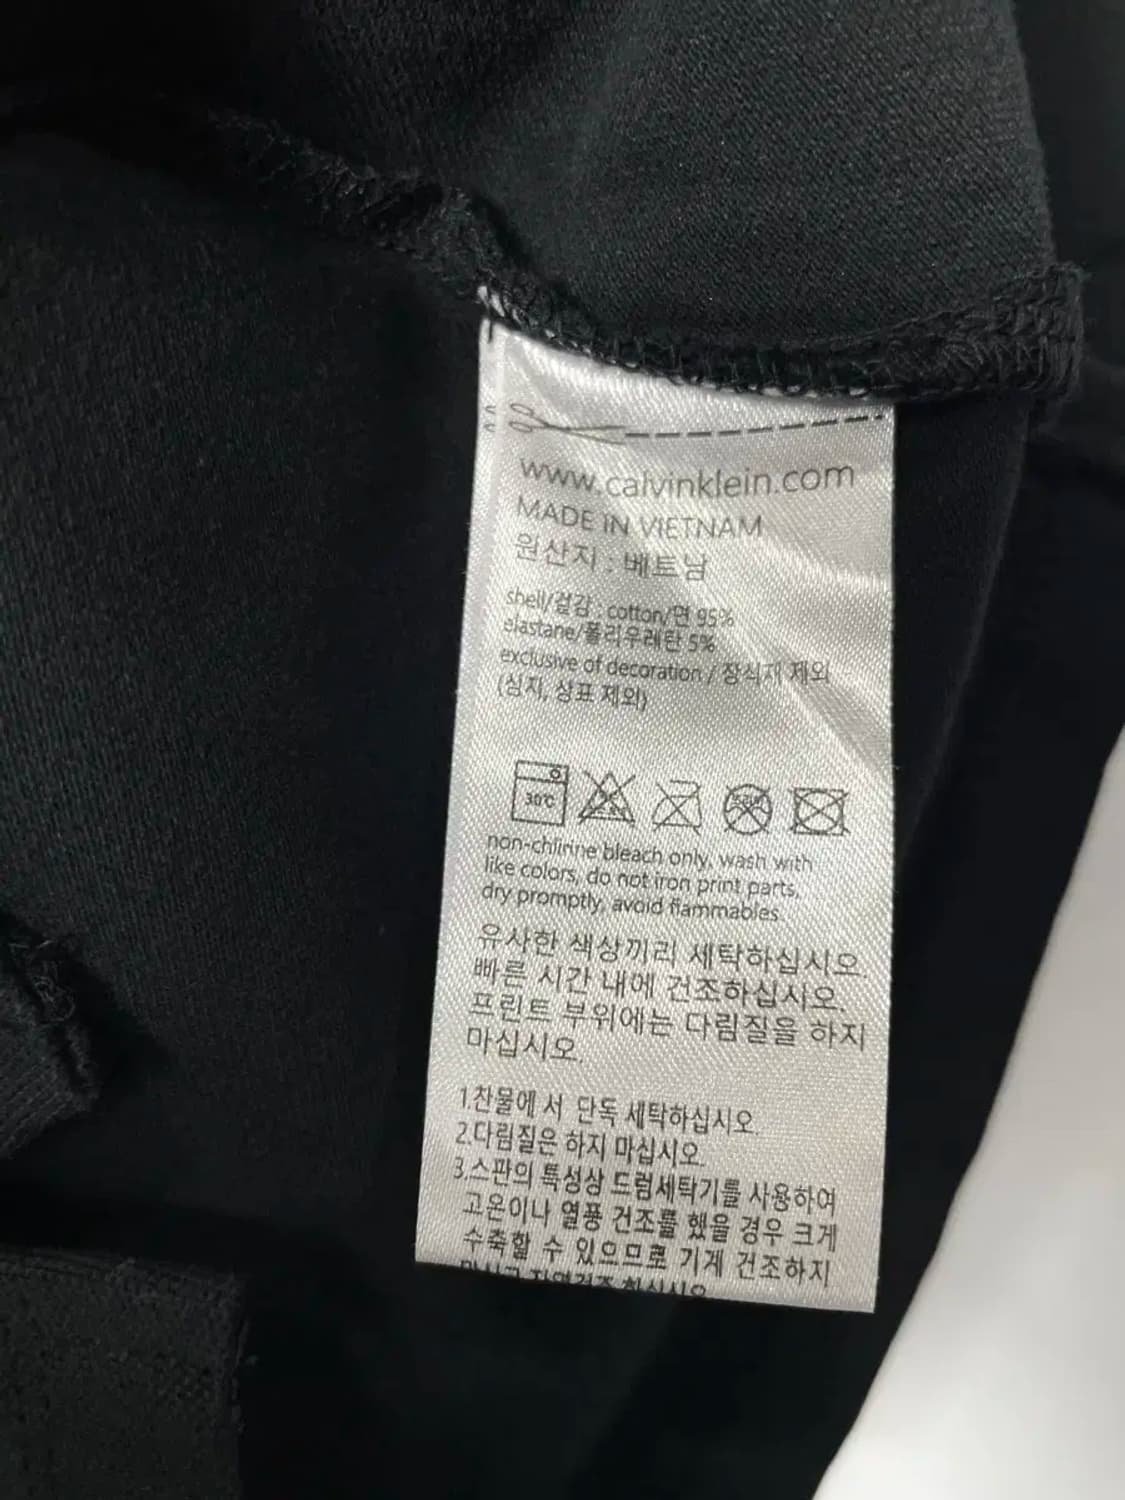 www.calvinklein.com
MADE IN VIETNAM
원산지 : 베트남
shell/겉감 : cotton/면 95%
elastane/폴리우레탄 5%
exclusive of decoration / 장식재 제외
(심지, 상표 제외)
30℃
non-chlirine bleach only, wash with
like colors, do not iron print parts,
dry promptly, avoid flammables.
유사한 색상끼리 세탁하십시오.
빠른 시간 내에 건조하십시오.
프린트 부위에는 다림질을 하지
마십시오.
1.찬물에서 단독 세탁하십시오.
2.다림질은 하지 마십시오.
3.스판의 특성상 드럼세탁기를 사용하여
고온이나 열풍 건조를 했을 경우 크게
수축할 수 있으므로 기계 건조하지